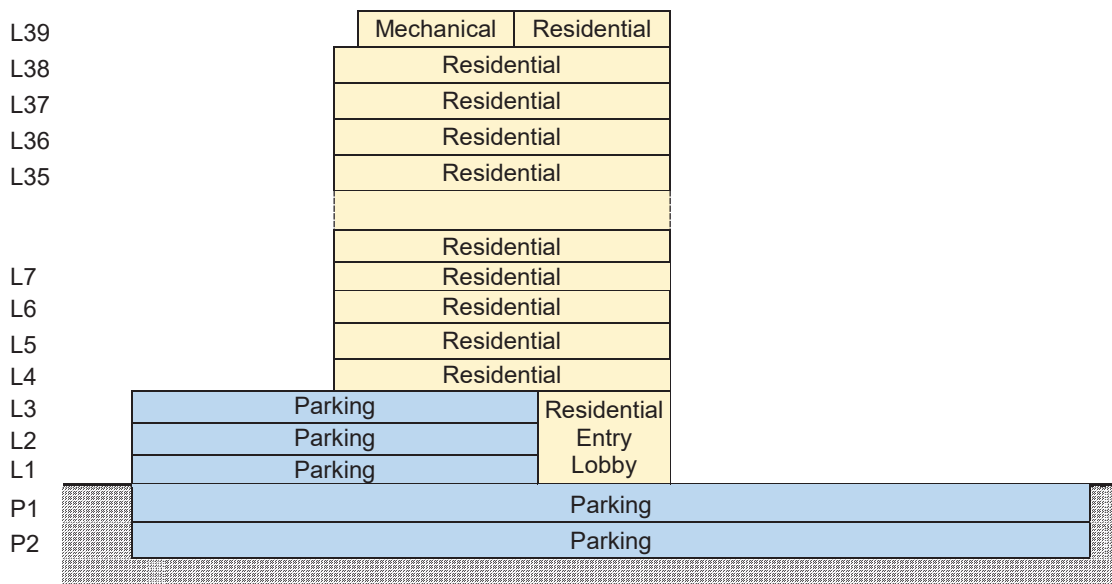 L39 Mechanical Residential
L38 Residential
L37 Residential
L36 Residential
L35 Residential
Residential
L7 Residential
L6 Residential
L5 Residential
L4 Residential
L3 Parking Residential
L2 Parking Entry
L1 Parking Lobby
P1 Parking
P2 Parking